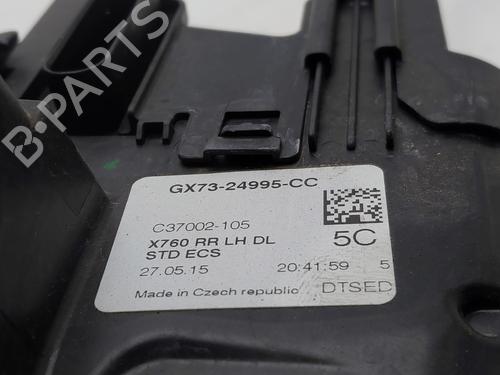 B-PARTS
GX73-24995-CC
C37002-105
X760 RR LH DL 5C
STD ECS
27.05.15 20:41:59 5
Made in Czech republic DTSED